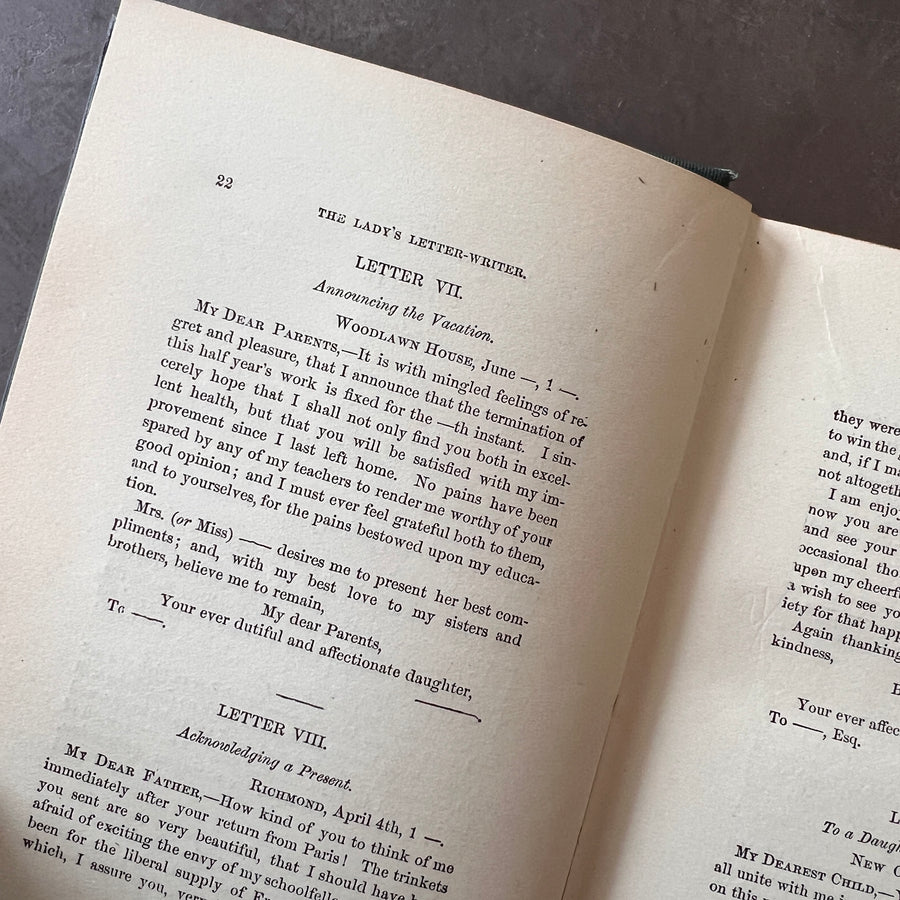 22
THE LADY'S LETTER-WRITER.
LETTER VII.
Announcing the Vacation.
WOODLAWN HOUSE, June —, 1 —.
MY DEAR PARENTS,—It is with mingled feelings of re-
gret and pleasure, that I announce that the termination of
this half year's work is fixed for the —th instant. I sin-
cerely hope that I shall not only find you both in excel-
lent health, but that you will be satisfied with my im-
provement since I last left home. No pains have been
spared by any of my teachers to render me worthy of your
good opinion; and I must ever feel grateful both to them,
and to yourselves, for the pains bestowed upon my educa-
tion.
Mrs. (or Miss) —— desires me to present her best com-
pliments; and, with my best love to my sisters and
brothers, believe me to remain,
My dear Parents,
Your ever dutiful and affectionate daughter,
To ——,
————.
LETTER VIII.
Acknowledging a Present.
RICHMOND, April 4th, 1 —.
MY DEAR FATHER,—How kind of you to think of me
immediately after your return from Paris! The trinkets
you sent are so very beautiful, that I should have
afraid of exciting the envy of my
been for the liberal supply of
which, I assure you,
they were
to win the
and, if I
not
I am
now you are
and see your
occasional
upon my
a wish to see
for that
Again thanking
kindness,
Your ever
To ——, Esq.
To a
NEW
MY DEAREST CHILD,—
all unite with me
on this